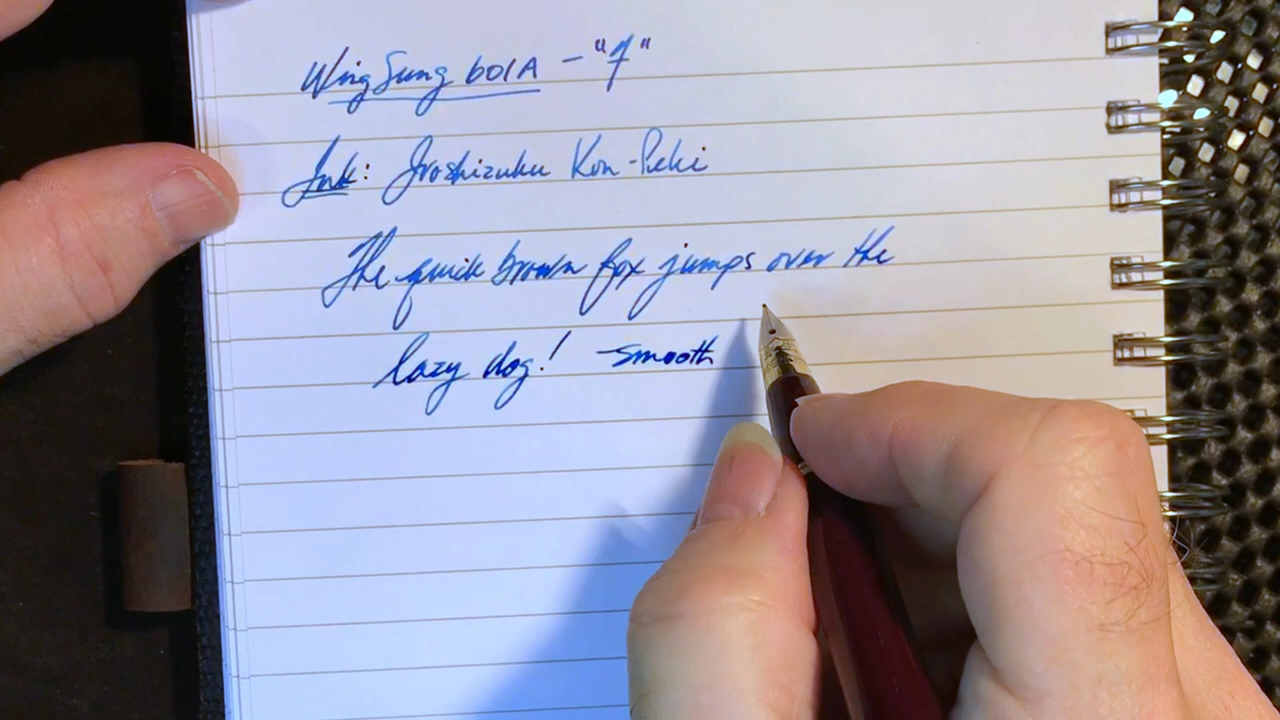 Wing Sung 601A - "F"
Ink: Iroshizuku Kon-Peki
The quick brown fox jumps over the
lazy dog! Smooth